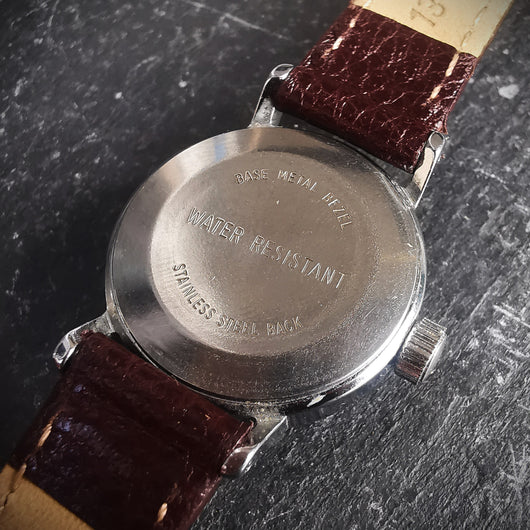 BASE METAL BEZEL
WATER RESISTANT
STAINLESS STEEL BACK